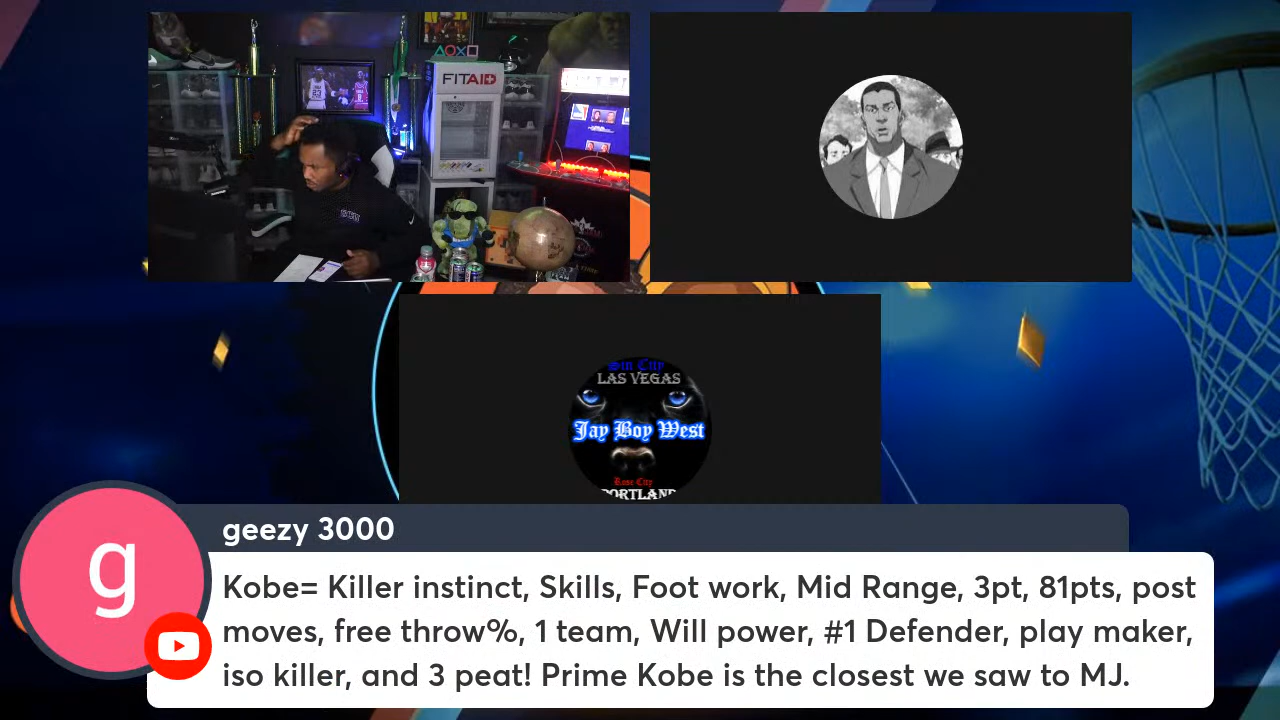 FITAID
Sin City
LAS VEGAS
Jay Boy West
Rose City
PORTLAND
g
geezy 3000
Kobe= Killer instinct, Skills, Foot work, Mid Range, 3pt, 81pts, post
moves, free throw%, 1 team, Will power, #1 Defender, play maker,
iso killer, and 3 peat! Prime Kobe is the closest we saw to MJ.